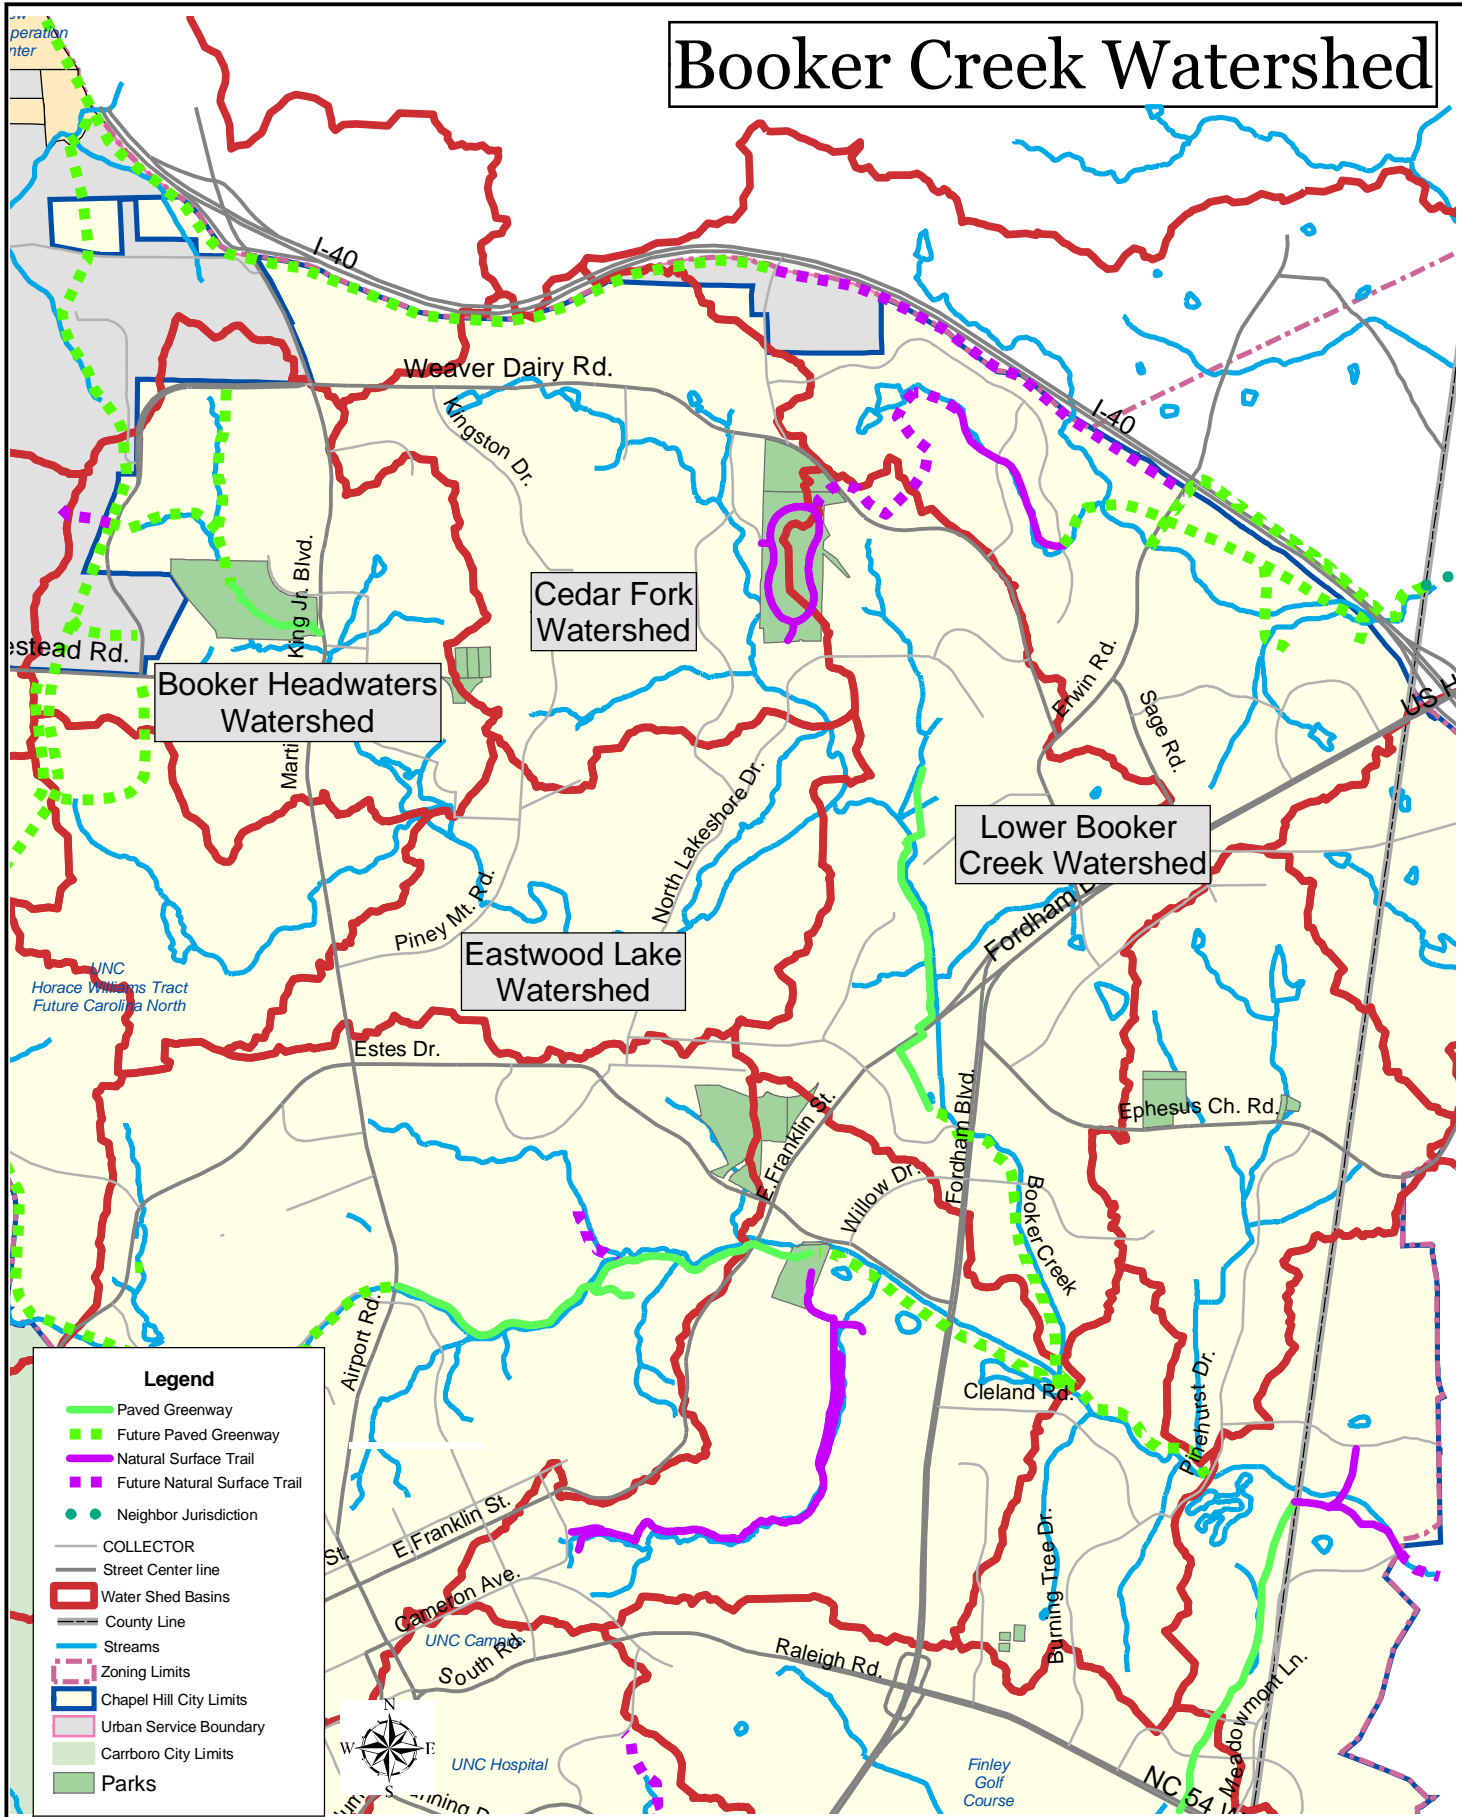 Booker Creek Watershed
peration
nter
I-40
Weaver Dairy Rd.
Kingston Dr.
I-40
King Jr. Blvd.
Cedar Fork
Watershed
estead Rd.
Booker Headwaters
Watershed
Marti
Erwin Rd.
Sage Rd.
US H
North Lakeshore Dr.
Lower Booker
Creek Watershed
Fordham B
Piney Mt. Rd.
Eastwood Lake
Watershed
UNC
Horace Williams Tract
Future Carolina North
Estes Dr.
Fordham Blvd.
Ephesus Ch. Rd.
E.Franklin St.
Willow Dr.
Booker Creek
Airport Rd.
Cleland Rd.
Pinehurst Dr.
Legend
Paved Greenway
Future Paved Greenway
Natural Surface Trail
Future Natural Surface Trail
Neighbor Jurisdiction
COLLECTOR
Street Center line
Water Shed Basins
County Line
Streams
Zoning Limits
Chapel Hill City Limits
Urban Service Boundary
Carrboro City Limits
Parks
St.
E.Franklin St.
Cameron Ave.
UNC Campus
South Rd.
Raleigh Rd.
Burning Tree Dr.
Meadowmont Ln.
N
W
E
S
UNC Hospital
Finley
Golf
Course
NC 54 W